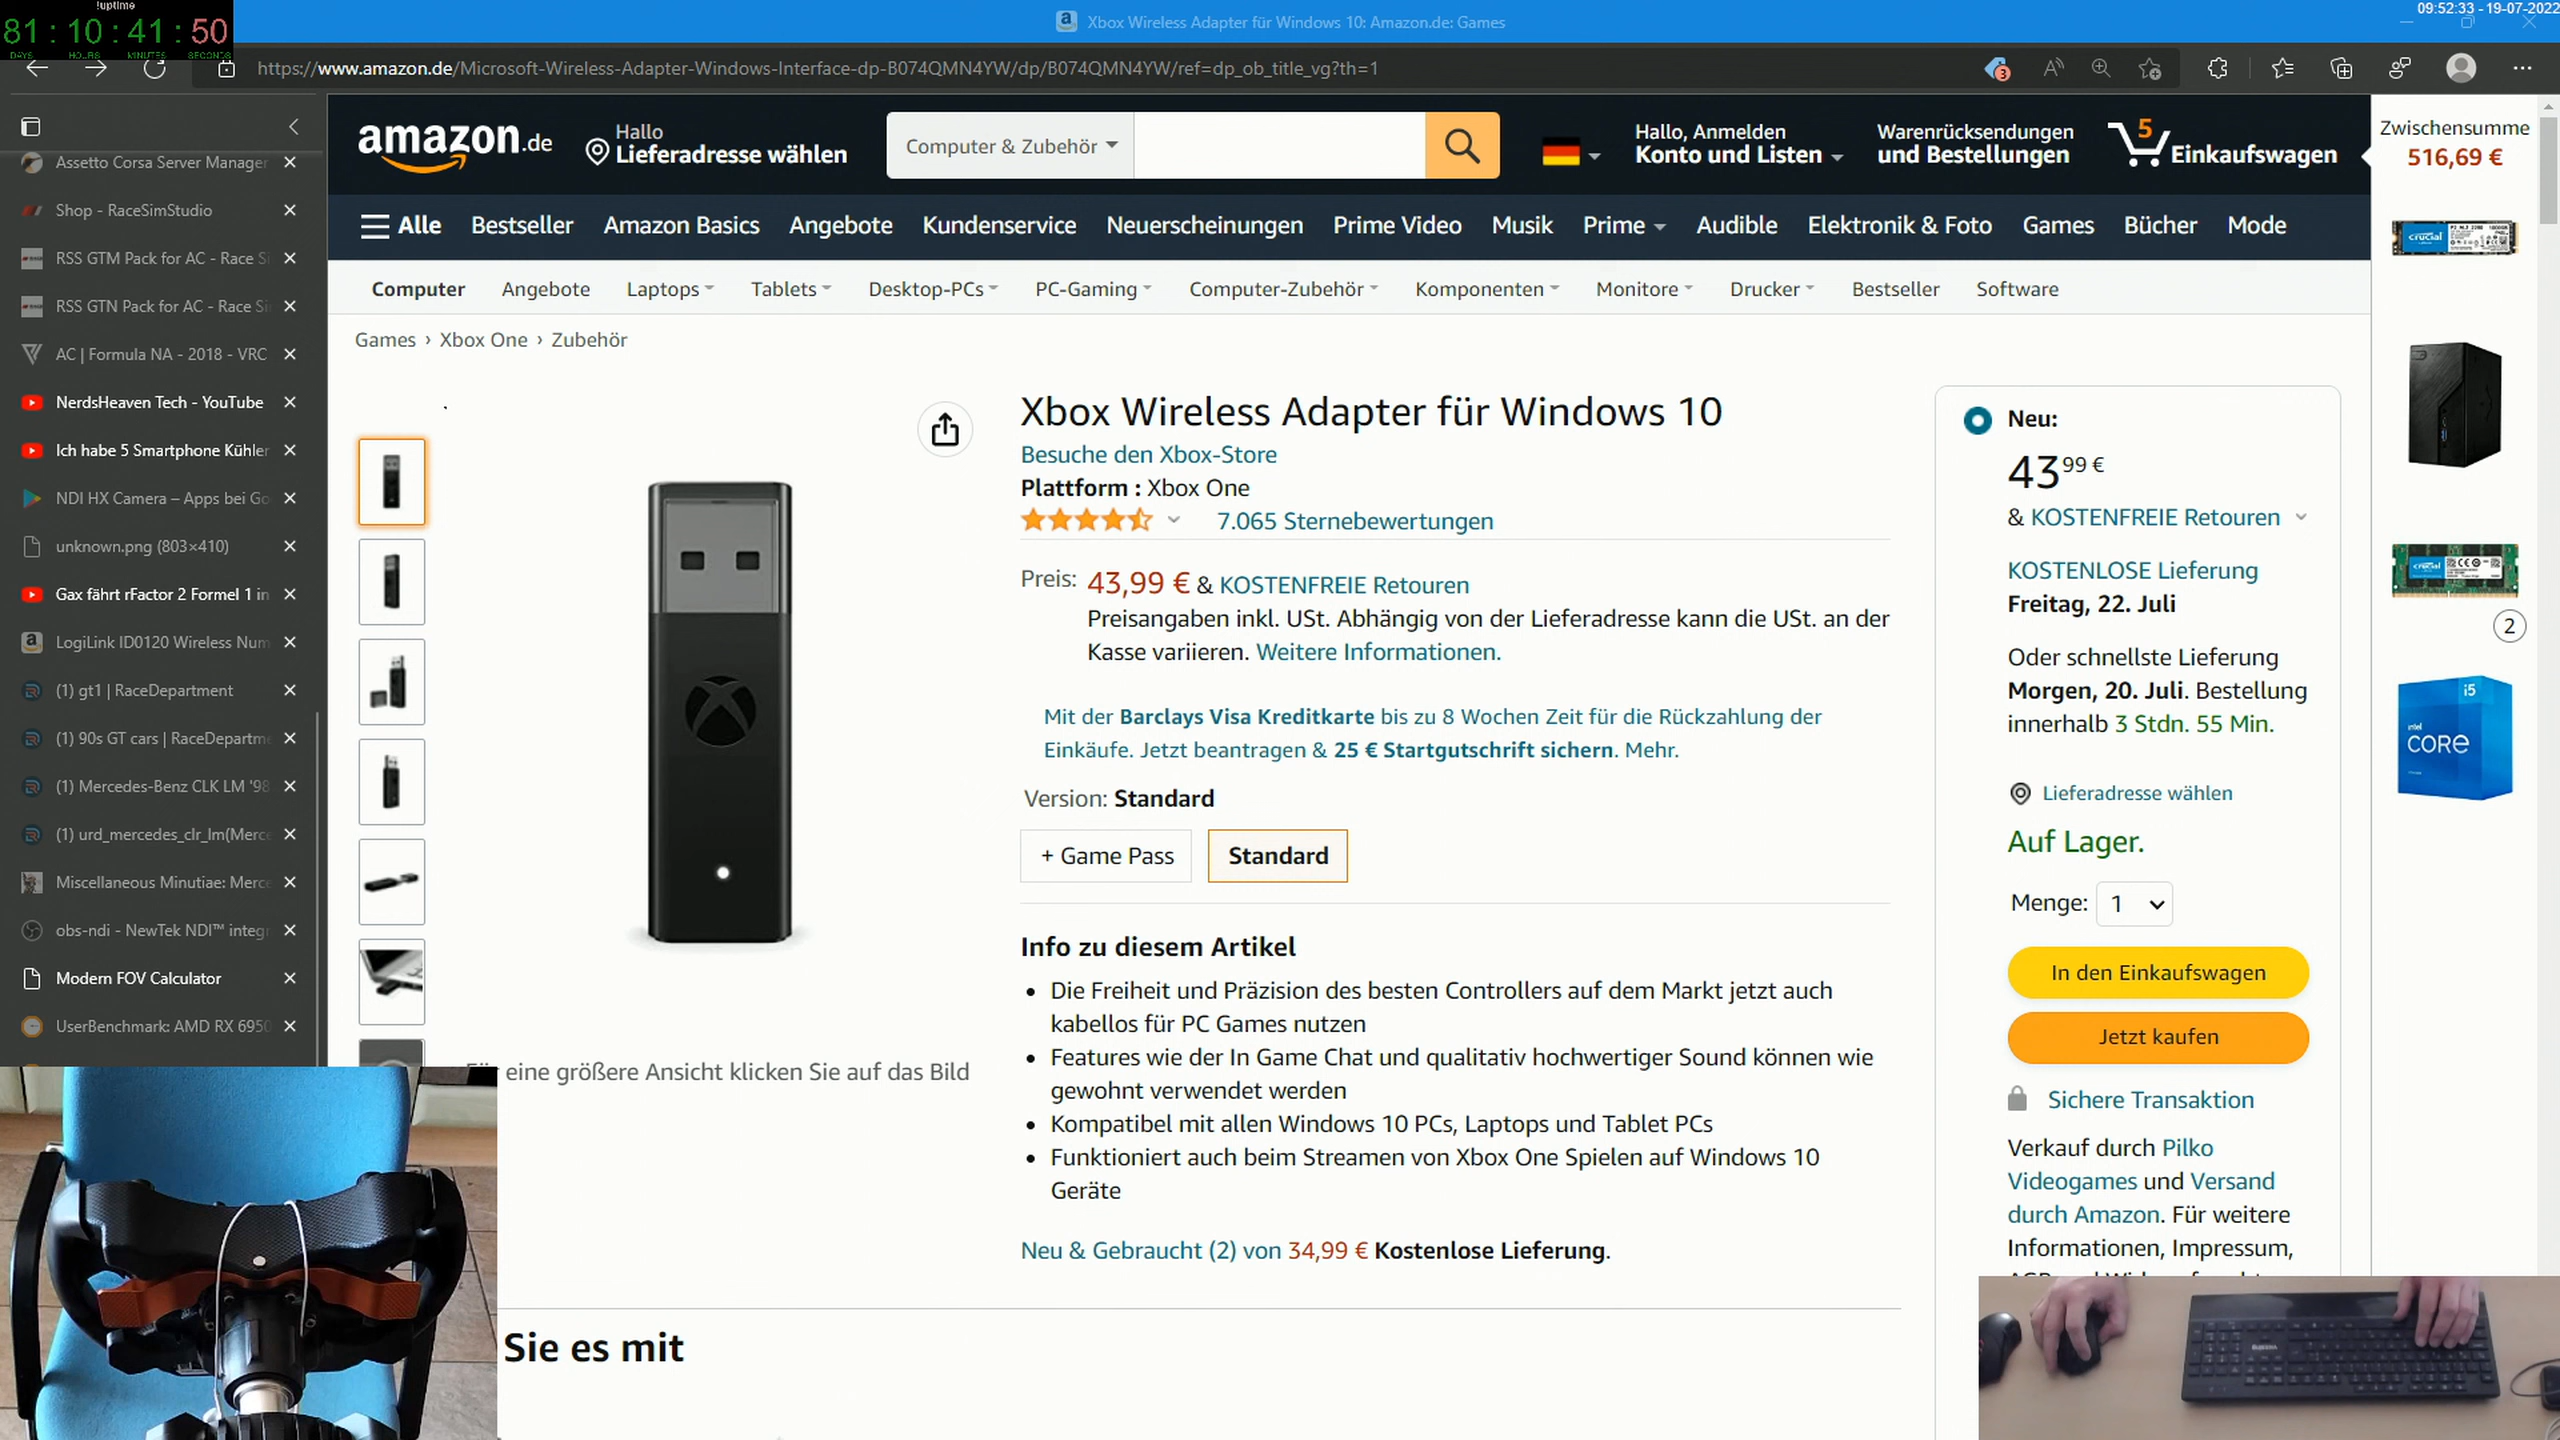 !uptime
81:10:41:50
DAYS HOURS MINUTES SECONDS
Xbox Wireless Adapter für Windows 10: Amazon.de: Games
09:52:33 - 19-07-2022
https://www.amazon.de/Microsoft-Wireless-Adapter-Windows-Interface-dp-B074QMN4YW/dp/B074QMN4YW/ref=dp_ob_title_vg?th=1
3
Assetto Corsa Server Manager
Shop - RaceSimStudio
RSS GTM Pack for AC - Race Si
RSS GTN Pack for AC - Race Si
AC | Formula NA - 2018 - VRC
NerdsHeaven Tech - YouTube
Ich habe 5 Smartphone Kühler
NDI HX Camera – Apps bei Go
unknown.png (803×410)
Gax fährt rFactor 2 Formel 1 in
LogiLink ID0120 Wireless Num
(1) gt1 | RaceDepartment
(1) 90s GT cars | RaceDepartme
(1) Mercedes-Benz CLK LM '98
(1) urd_mercedes_clr_lm(Merce
Miscellaneous Minutiae: Merce
obs-ndi - NewTek NDI™ integr
Modern FOV Calculator
UserBenchmark: AMD RX 6950
amazon.de
Hallo
Lieferadresse wählen
Computer & Zubehör
Hallo, Anmelden
Konto und Listen
Warenrücksendungen
und Bestellungen
5
Einkaufswagen
Alle Bestseller Amazon Basics Angebote Kundenservice Neuerscheinungen Prime Video Musik Prime Audible Elektronik & Foto Games Bücher Mode
Computer Angebote Laptops Tablets Desktop-PCs PC-Gaming Computer-Zubehör Komponenten Monitore Drucker Bestseller Software
Games › Xbox One › Zubehör
Für eine größere Ansicht klicken Sie auf das Bild
Xbox Wireless Adapter für Windows 10
Besuche den Xbox-Store
Plattform : Xbox One
7.065 Sternebewertungen
Preis: 43,99 € & KOSTENFREIE Retouren
Preisangaben inkl. USt. Abhängig von der Lieferadresse kann die USt. an der
Kasse variieren. Weitere Informationen.
Mit der Barclays Visa Kreditkarte bis zu 8 Wochen Zeit für die Rückzahlung der
Einkäufe. Jetzt beantragen & 25 € Startgutschrift sichern. Mehr.
Version: Standard
+ Game Pass
Standard
Info zu diesem Artikel
• Die Freiheit und Präzision des besten Controllers auf dem Markt jetzt auch
kabellos für PC Games nutzen
• Features wie der In Game Chat und qualitativ hochwertiger Sound können wie
gewohnt verwendet werden
• Kompatibel mit allen Windows 10 PCs, Laptops und Tablet PCs
• Funktioniert auch beim Streamen von Xbox One Spielen auf Windows 10
Geräte
Neu & Gebraucht (2) von 34,99 € Kostenlose Lieferung.
Sie es mit
Neu:
43 99 €
& KOSTENFREIE Retouren
KOSTENLOSE Lieferung
Freitag, 22. Juli
Oder schnellste Lieferung
Morgen, 20. Juli. Bestellung
innerhalb 3 Stdn. 55 Min.
Lieferadresse wählen
Auf Lager.
Menge: 1
In den Einkaufswagen
Jetzt kaufen
Sichere Transaktion
Verkauf durch Pilko
Videogames und Versand
durch Amazon. Für weitere
Informationen, Impressum,
Zwischensumme
516,69 €
crucial
crucial
2
i5
intel
CORE